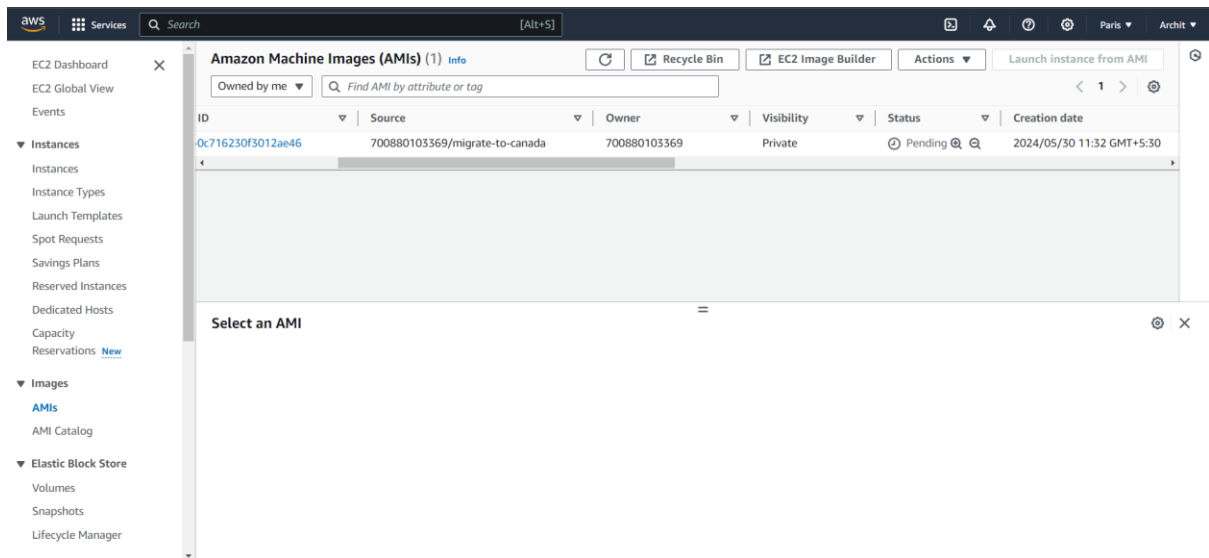 aws Services Search [Alt+S] Paris ▼ Archit ▼
EC2 Dashboard
EC2 Global View
Events
Instances
Instances
Instance Types
Launch Templates
Spot Requests
Savings Plans
Reserved Instances
Dedicated Hosts
Capacity
Reservations New
Images
AMIs
AMI Catalog
Elastic Block Store
Volumes
Snapshots
Lifecycle Manager
Amazon Machine Images (AMIs) (1) Info Recycle Bin EC2 Image Builder Actions ▼ Launch instance from AMI
Owned by me ▼ Find AMI by attribute or tag < 1 >
ID Source Owner Visibility Status Creation date
-0c716230f3012ae46 700880103369/migrate-to-canada 700880103369 Private Pending 2024/05/30 11:32 GMT+5:30
Select an AMI